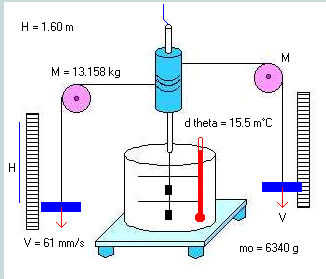 H = 1.60 m
M = 13.158 kg
M
d theta = 15.5 m°C
H
V = 61 mm/s
V
mo = 6340 g